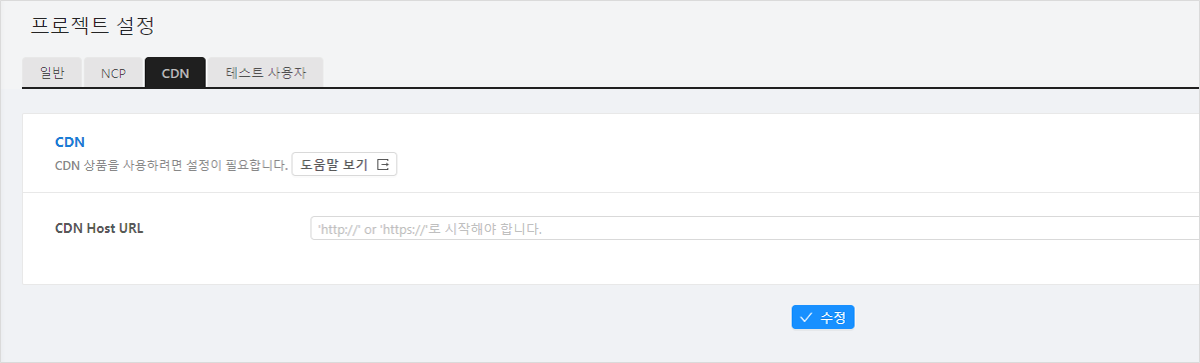 프로젝트 설정
일반 NCP CDN 테스트 사용자
CDN
CDN 상품을 사용하려면 설정이 필요합니다. 도움말 보기
CDN Host URL 'http://' or 'https://'로 시작해야 합니다.
수정